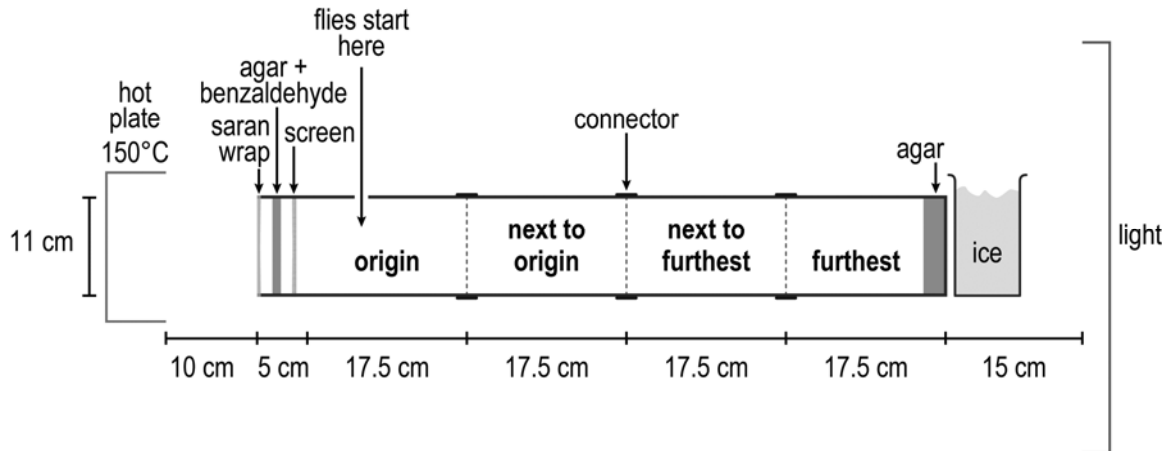 flies start
here
agar +
benzaldehyde
hot
plate
150°C
saran
wrap
screen
connector
agar
light
11 cm
origin
next to
origin
next to
furthest
furthest
ice
10 cm
5 cm
17.5 cm
17.5 cm
17.5 cm
17.5 cm
15 cm